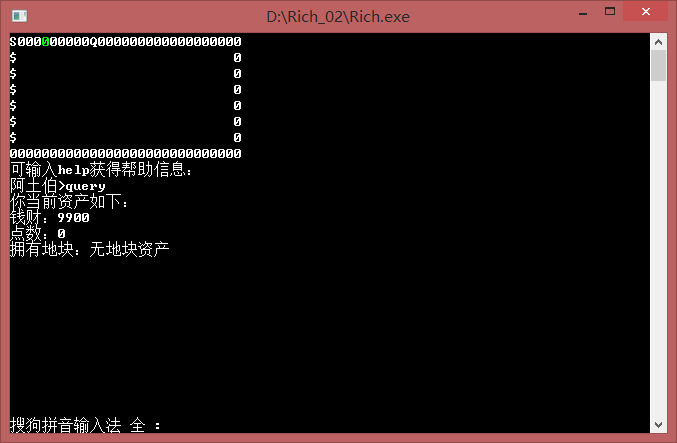 D:\Rich_02\Rich.exe
S000000000Q000000000000000000
$                           0
$                           0
$                           0
$                           0
$                           0
$                           0
00000000000000000000000000000
可输入help获得帮助信息：
阿土伯>query
你当前资产如下：
钱财：9900
点数：0
拥有地块：无地块资产
搜狗拼音输入法 全 ：